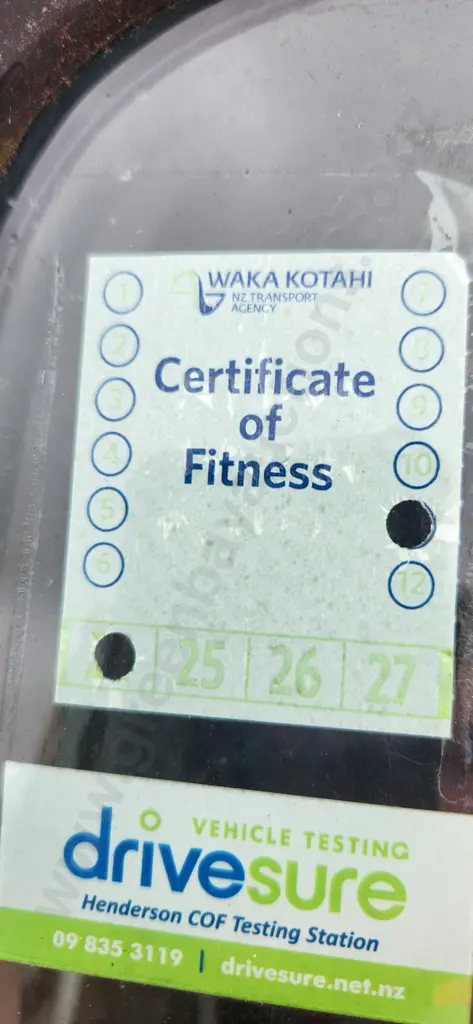 WAKA KOTAHI
NZ TRANSPORT
AGENCY
Certificate
of
Fitness
1
2
3
4
5
6
7
8
9
10
12
25 26 27
VEHICLE TESTING
drivesure
Henderson COF Testing Station
09 835 3119 | drivesure.net.nz